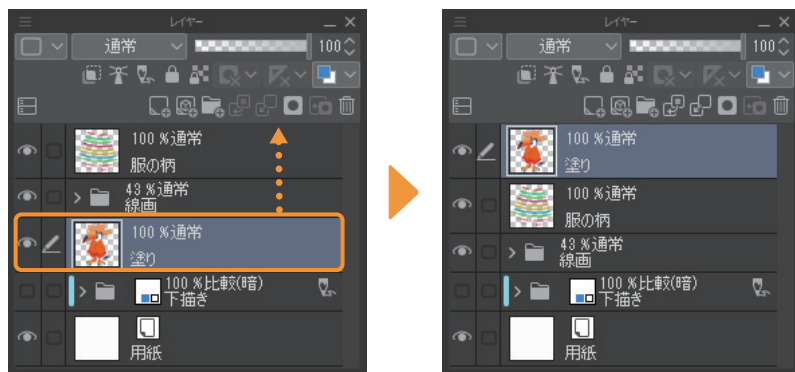 レイヤー
通常
100
100 %通常
服の柄
43 %通常
線画
100 %通常
塗り
100 %比較(暗)
下描き
用紙
レイヤー
通常
100
100 %通常
塗り
100 %通常
服の柄
43 %通常
線画
100 %比較(暗)
下描き
用紙